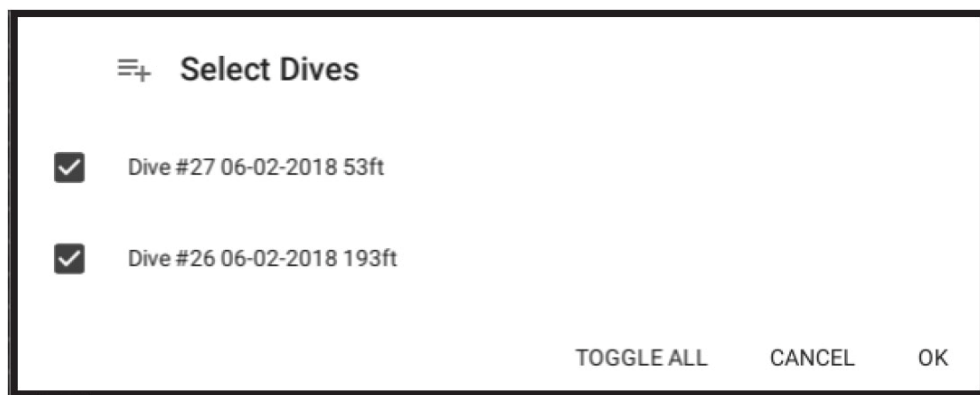 Select Dives
Dive #27 06-02-2018 53ft
Dive #26 06-02-2018 193ft
TOGGLE ALL CANCEL OK